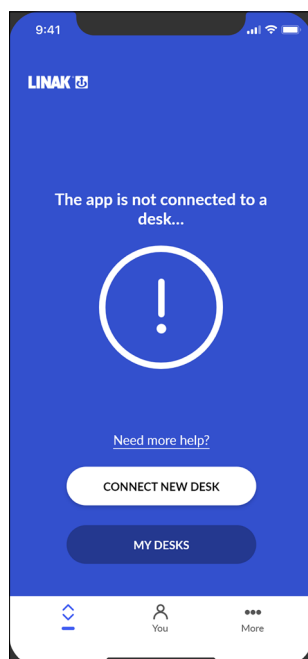 9:41
LINAK
The app is not connected to a
desk...
Need more help?
CONNECT NEW DESK
MY DESKS
You
More